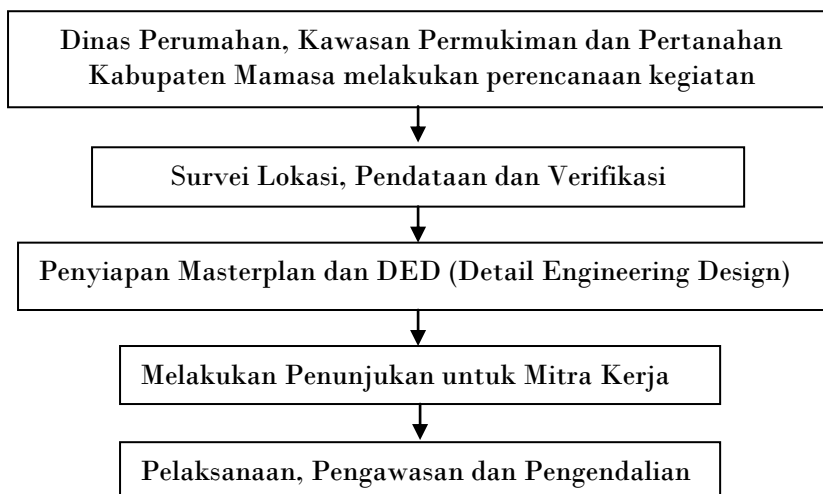 Dinas Perumahan, Kawasan Permukiman dan Pertanahan
Kabupaten Mamasa melakukan perencanaan kegiatan
Survei Lokasi, Pendataan dan Verifikasi
Penyiapan Masterplan dan DED (Detail Engineering Design)
Melakukan Penunjukan untuk Mitra Kerja
Pelaksanaan, Pengawasan dan Pengendalian